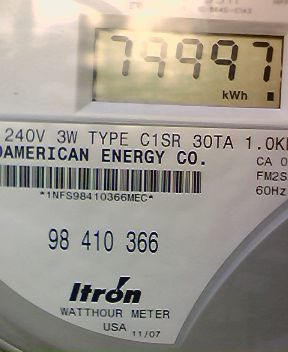 79997
kWh
240V 3W TYPE C1SR 30TA 1.0K
AMERICAN ENERGY CO.
CA 0
*1NFS98410366MEC*
FM2S
60Hz
98 410 366
Itrón
WATTHOUR METER
USA 11/07